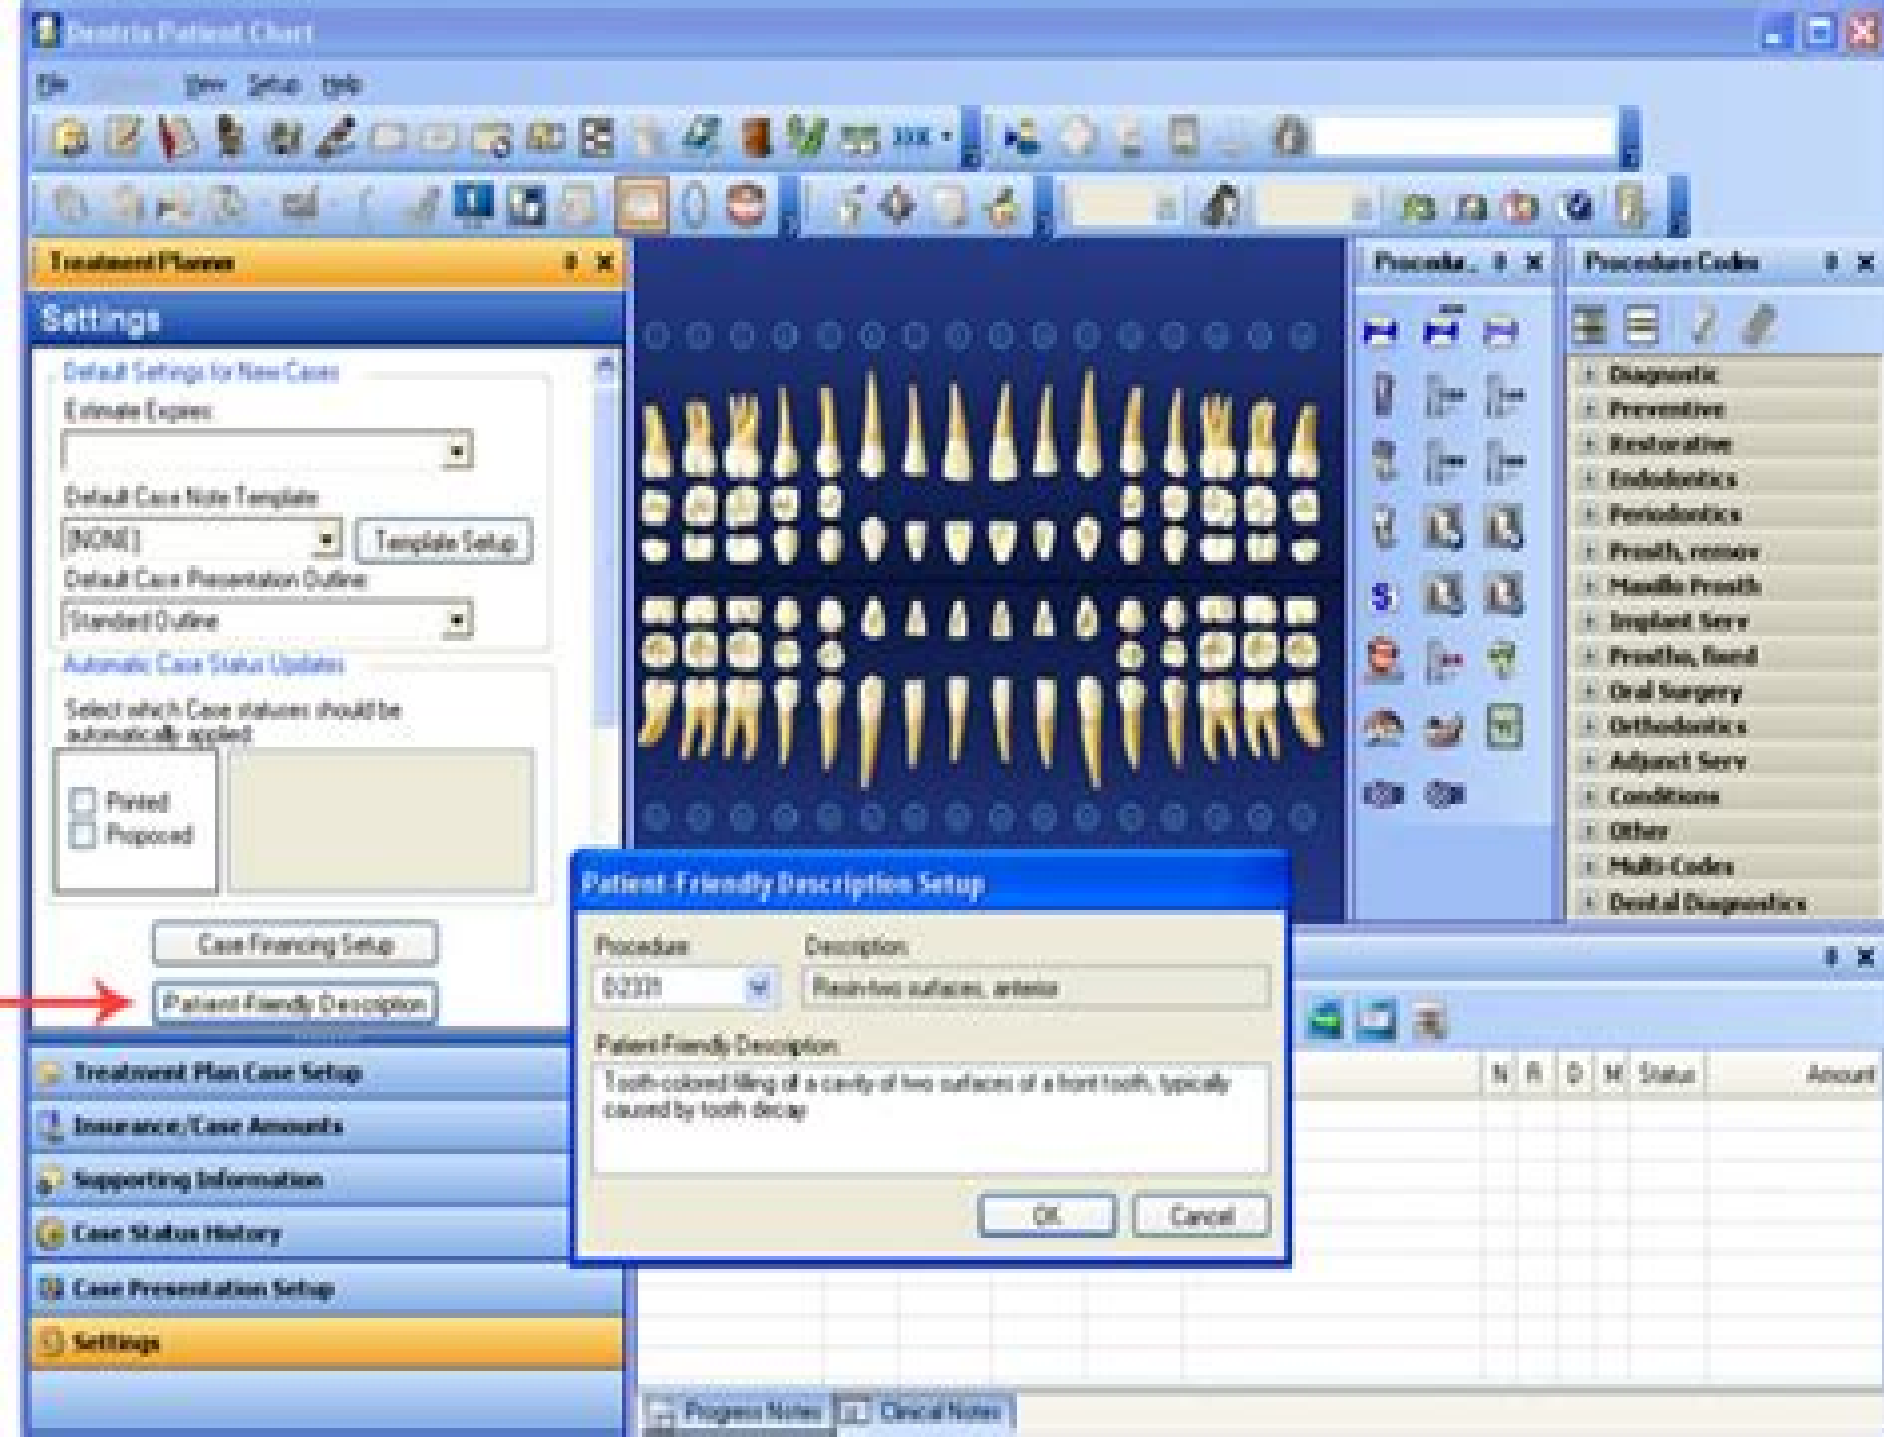 Dentrix Patient Chart
File View Setup Help
Treatment Planner
Settings
Default Settings for New Cases
Estimate Expires:
Default Case Note Template:
[NONE]
Template Setup
Default Case Presentation Outline:
Standard Outline
Automatic Case Status Updates
Select which Case statuses should be
automatically applied:
Printed
Proposed
Case Financing Setup
Patient-Friendly Description
Treatment Plan Case Setup
Insurance/Case Amounts
Supporting Information
Case Status History
Case Presentation Setup
Settings
Procedur...
Procedure Codes
Diagnostic
Preventive
Restorative
Endodontics
Periodontics
Prosth, remov
Maxillo Prosth
Implant Serv
Prostho, fixed
Oral Surgery
Orthodontics
Adjunct Serv
Conditions
Other
Multi-Codes
Dental Diagnostics
Patient-Friendly Description Setup
Procedure:
Description:
D2331
Resin-two surfaces, anterior
Patient-Friendly Description:
Tooth-colored filling of a cavity of two surfaces of a front tooth, typically
caused by tooth decay
OK
Cancel
N R D M Status Amount
Progress Notes
Clinical Notes